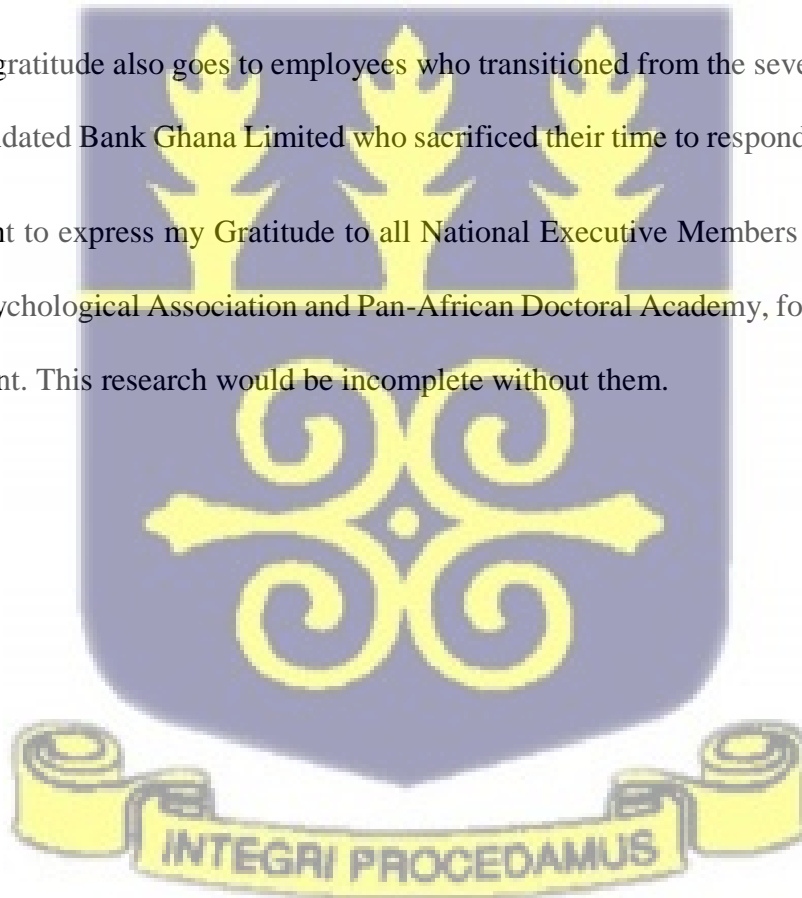 gratitude also goes to employees who transitioned from the seve
dated Bank Ghana Limited who sacrificed their time to respond
nt to express my Gratitude to all National Executive Members
ychological Association and Pan-African Doctoral Academy, fo
nt. This research would be incomplete without them.
INTEGRI PROCEDAMUS